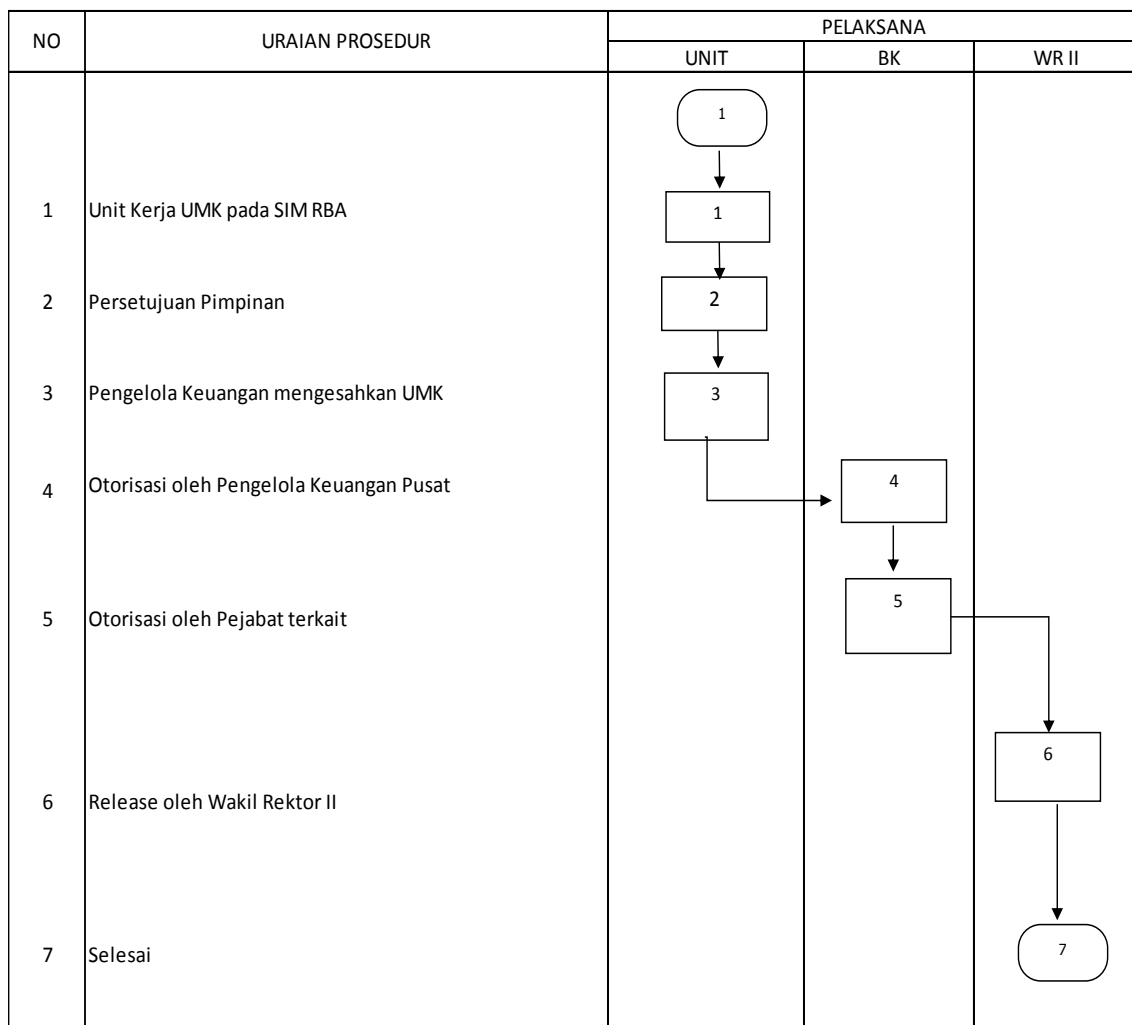 NO
URAIAN PROSEDUR
PELAKSANA
UNIT
BK
WR II
1
1
Unit Kerja UMK pada SIM RBA
1
2
Persetujuan Pimpinan
2
3
Pengelola Keuangan mengesahkan UMK
3
4
Otorisasi oleh Pengelola Keuangan Pusat
4
5
Otorisasi oleh Pejabat terkait
5
6
Release oleh Wakil Rektor II
6
7
Selesai
7